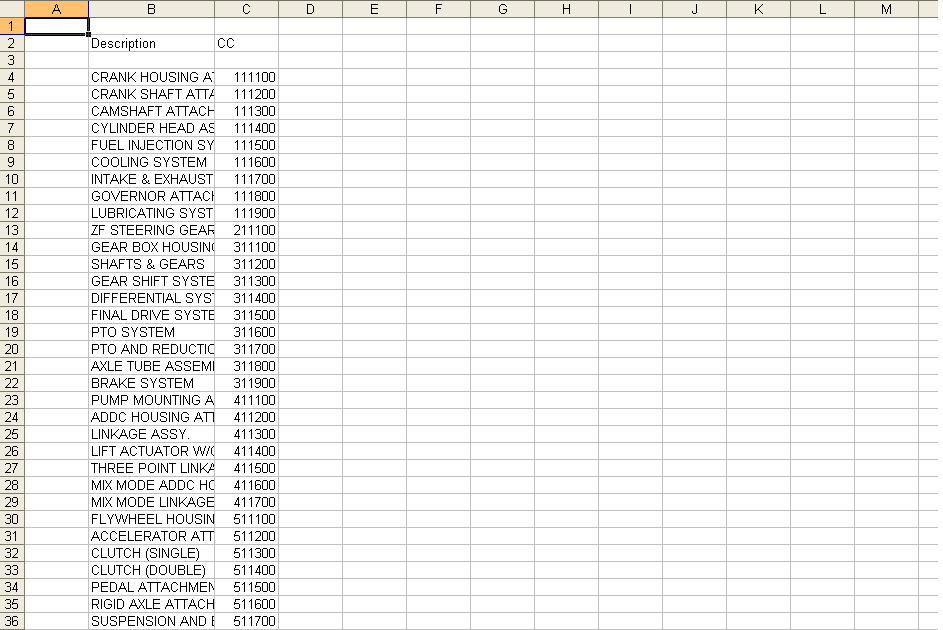 A B C D E F G H I J K L M
1
2 Description CC
3
4 CRANK HOUSING AT 111100
5 CRANK SHAFT ATTA 111200
6 CAMSHAFT ATTACH 111300
7 CYLINDER HEAD AS 111400
8 FUEL INJECTION SY 111500
9 COOLING SYSTEM 111600
10 INTAKE & EXHAUST 111700
11 GOVERNOR ATTACH 111800
12 LUBRICATING SYST 111900
13 ZF STEERING GEAR 211100
14 GEAR BOX HOUSING 311100
15 SHAFTS & GEARS 311200
16 GEAR SHIFT SYSTE 311300
17 DIFFERENTIAL SYST 311400
18 FINAL DRIVE SYSTE 311500
19 PTO SYSTEM 311600
20 PTO AND REDUCTIO 311700
21 AXLE TUBE ASSEM 311800
22 BRAKE SYSTEM 311900
23 PUMP MOUNTING A 411100
24 ADDC HOUSING ATT 411200
25 LINKAGE ASSY. 411300
26 LIFT ACTUATOR W/O 411400
27 THREE POINT LINKA 411500
28 MIX MODE ADDC HO 411600
29 MIX MODE LINKAGE 411700
30 FLYWHEEL HOUSIN 511100
31 ACCELERATOR ATT 511200
32 CLUTCH (SINGLE) 511300
33 CLUTCH (DOUBLE) 511400
34 PEDAL ATTACHMEN 511500
35 RIGID AXLE ATTACH 511600
36 SUSPENSION AND 511700